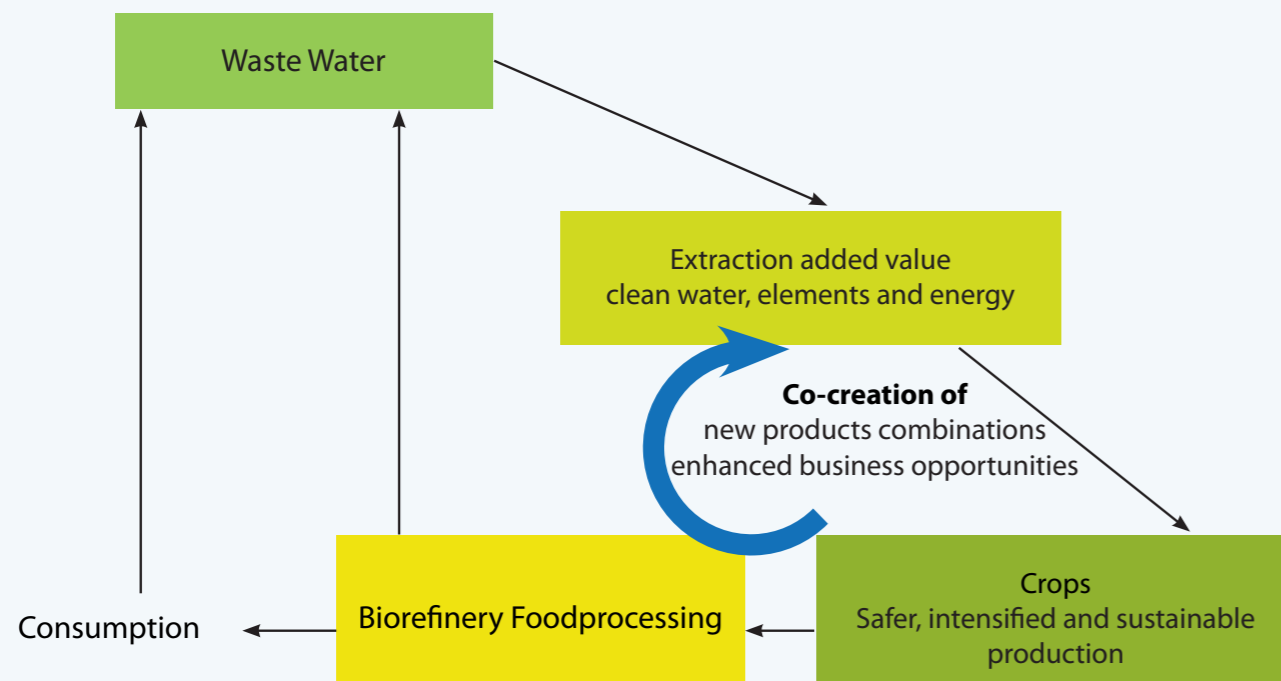 Waste Water
Extraction added value
clean water, elements and energy
Co-creation of
new products combinations
enhanced business opportunities
Consumption
Biorefinery Foodprocessing
Crops
Safer, intensified and sustainable
production